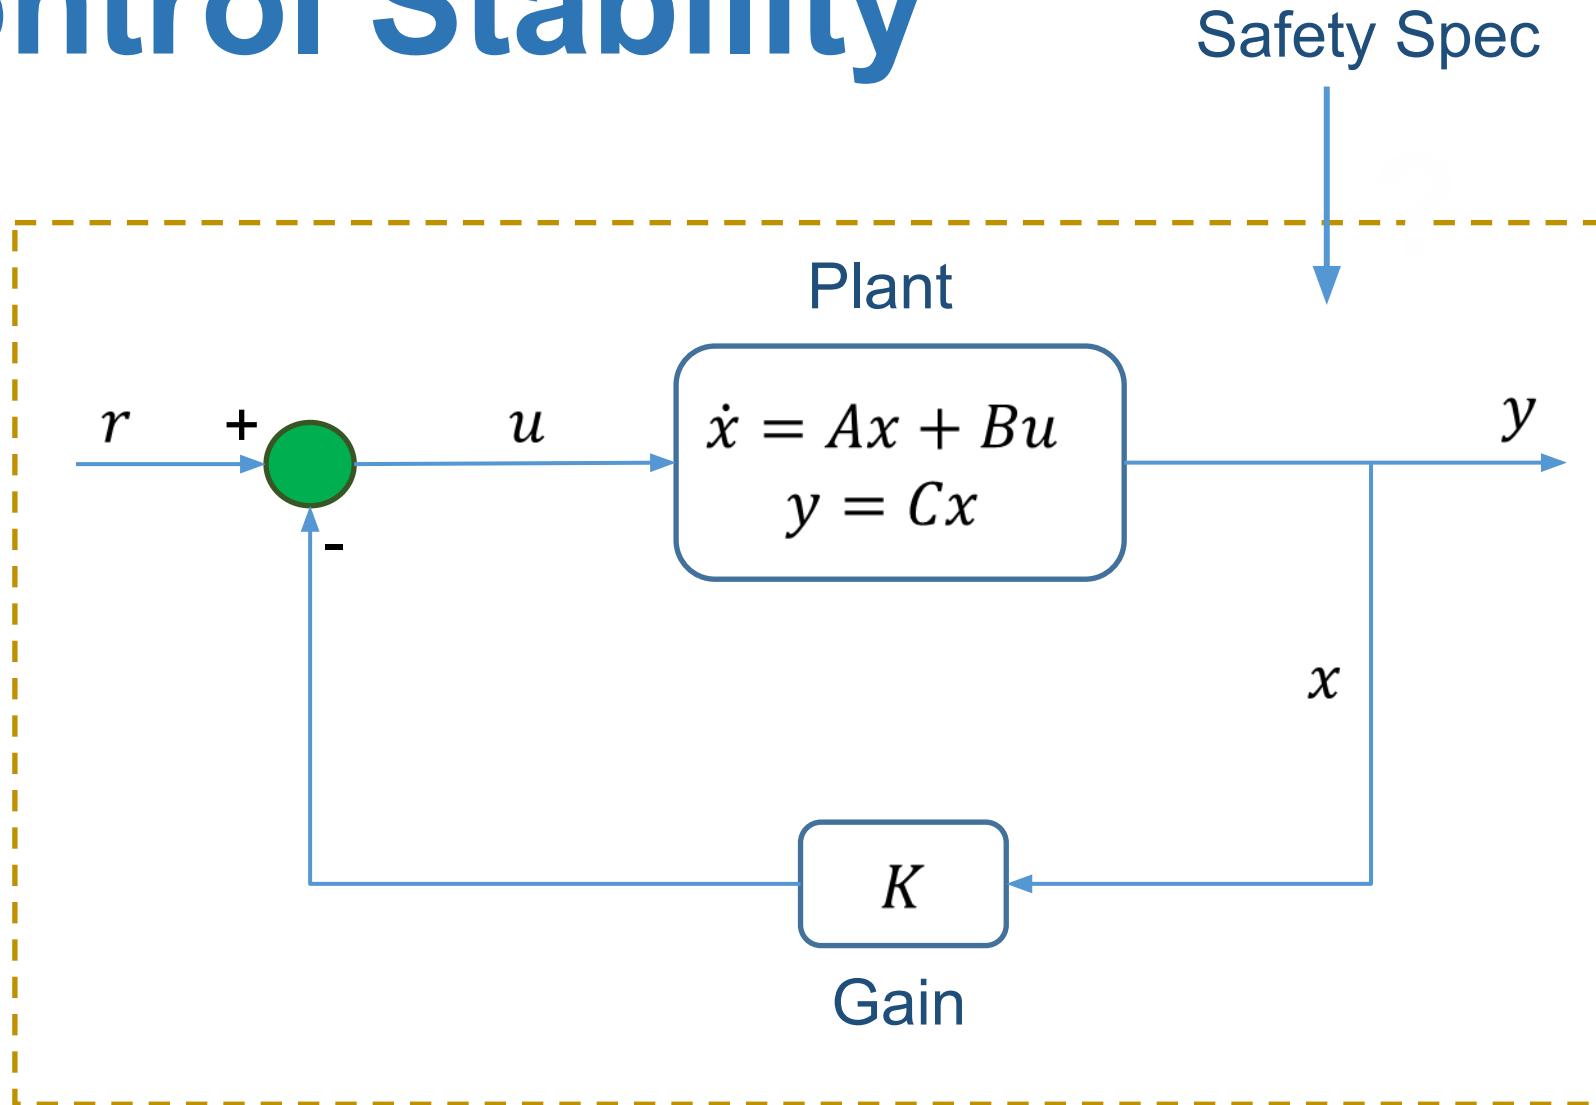 ntrol Stability
Safety Spec
Plant
r
+
u
ẋ = Ax + Bu
y = Cx
y
-
x
K
Gain